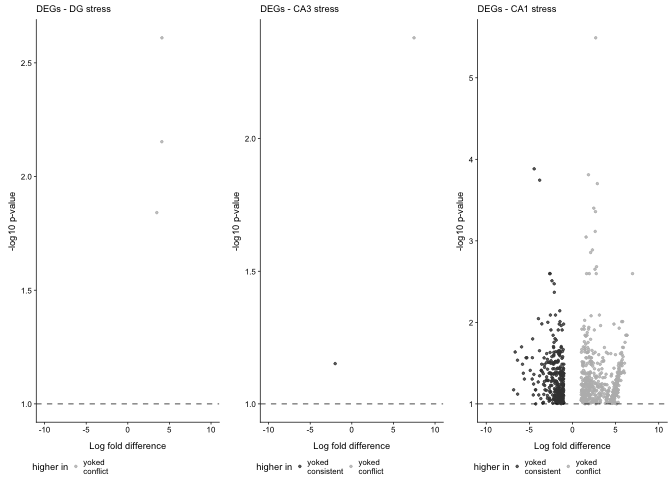 DEGs - DG stress
DEGs - CA3 stress
DEGs - CA1 stress
-log10 p-value
2.5
2.0
1.5
1.0
-10
-5
0
5
10
Log fold difference
higher in
yoked
conflict
-log10 p-value
2.0
1.5
1.0
-10
-5
0
5
10
Log fold difference
higher in
yoked
consistent
yoked
conflict
-log10 p-value
5
4
3
2
1
-10
-5
0
5
10
Log fold difference
higher in
yoked
consistent
yoked
conflict